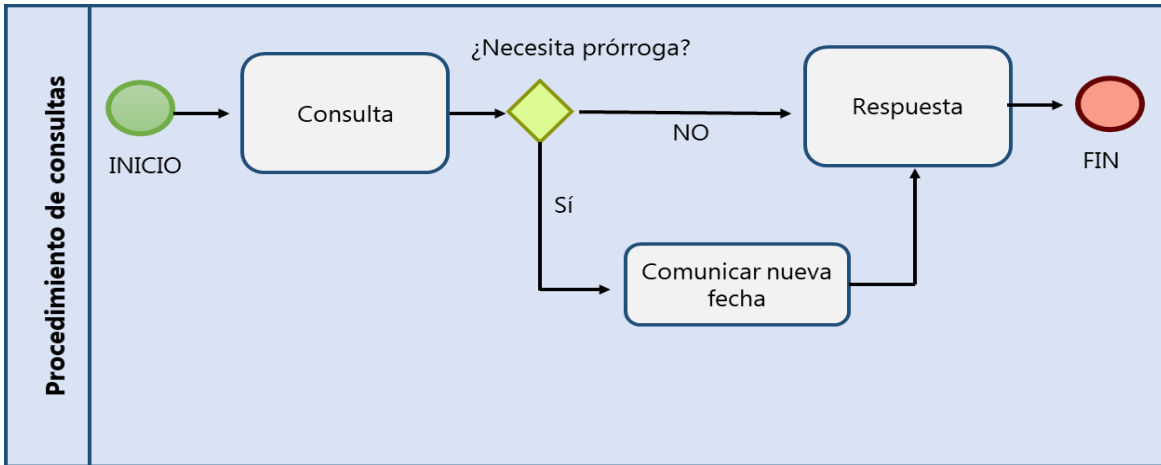 Procedimiento de consultas
INICIO
Consulta
¿Necesita prórroga?
NO
Sí
Comunicar nueva
fecha
Respuesta
FIN